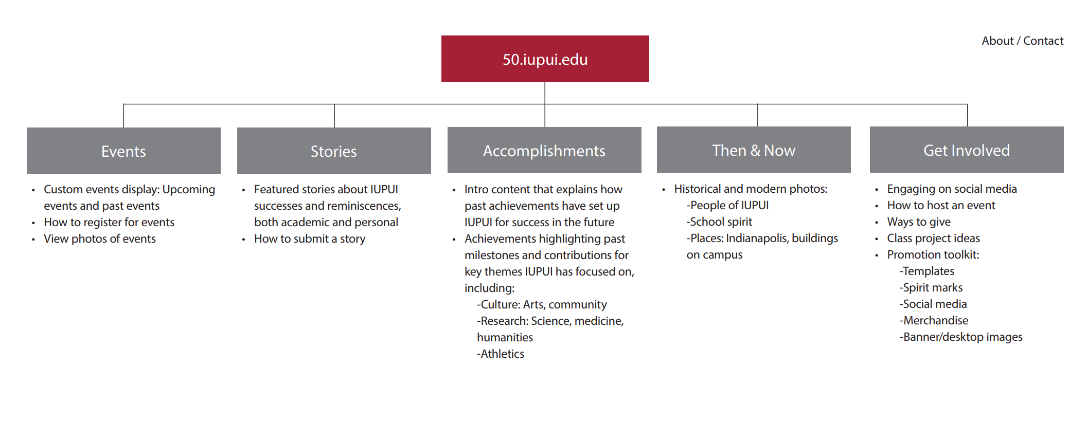 About / Contact
50.iupui.edu
Events
• Custom events display: Upcoming
events and past events
• How to register for events
• View photos of events
Stories
• Featured stories about IUPUI
successes and reminiscences,
both academic and personal
• How to submit a story
Accomplishments
• Intro content that explains how
past achievements have set up
IUPUI for success in the future
• Achievements highlighting past
milestones and contributions for
key themes IUPUI has focused on,
including:
-Culture: Arts, community
-Research: Science, medicine,
humanities
-Athletics
Then & Now
• Historical and modern photos:
-People of IUPUI
-School spirit
-Places: Indianapolis, buildings
on campus
Get Involved
• Engaging on social media
• How to host an event
• Ways to give
• Class project ideas
• Promotion toolkit:
-Templates
-Spirit marks
-Social media
-Merchandise
-Banner/desktop images